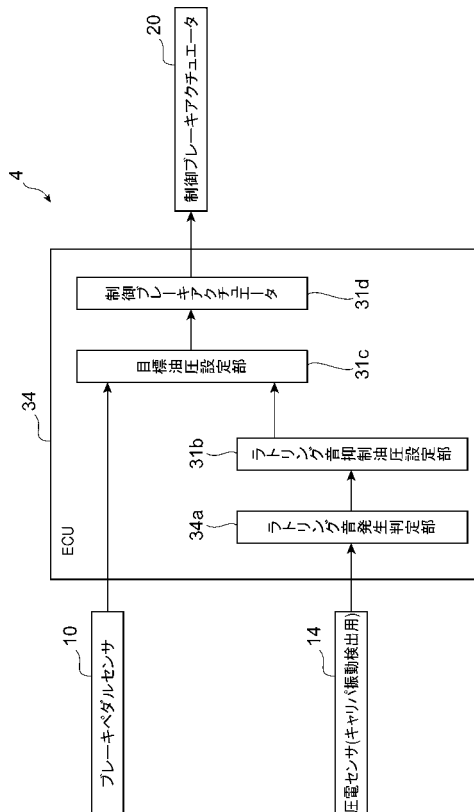 4
34
ECU
10
ブレーキペダルセンサ
14
圧電センサ(キャリパ振動検出用)
34a
ラトリング音発生判定部
31b
ラトリング音抑制油圧設定部
31c
目標油圧設定部
31d
制御ブレーキアクチュエータ
20
制御ブレーキアクチュエータ